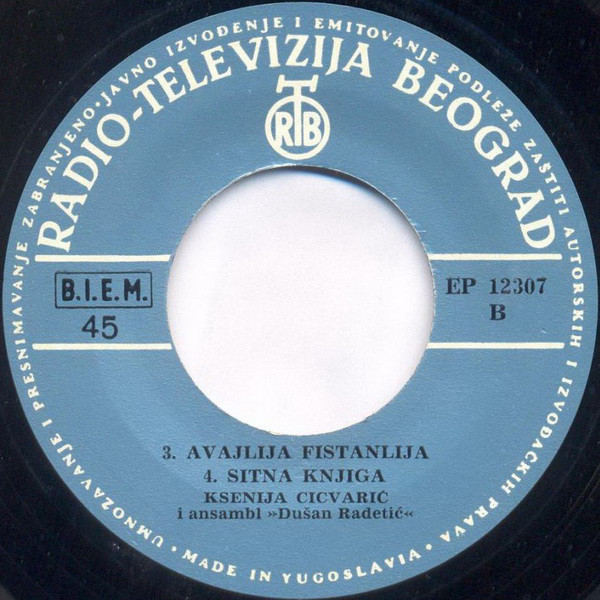 UMNOŽAVANJE I PRESNIMAVANJE ZABRANJENO • JAVNO IZVOĐENJE I EMITOVANJE PODLEŽE ZAŠTITI AUTORSKIH I IZVOĐAČKIH PRAVA •
RADIO-TELEVIZIJA BEOGRAD
RTB
B.I.E.M.
45
EP 12307
B
3. AVAJLIJA FISTANLIJA
4. SITNA KNJIGA
KSENIJA CICVARIĆ
i ansambl »Dušan Radetić«
MADE IN YUGOSLAVIA •